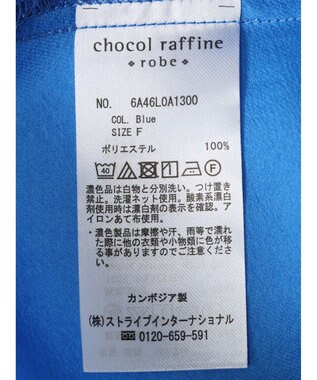 chocol raffine
・robe・
NO. 6A46L0A1300
COL. Blue
SIZE F
ポリエステル 100%
40
濃色品は白物と分別洗い。つけ置き
禁止。洗濯ネット使用。酸素系漂白
剤使用時は漂白剤の表示を確認。ア
イロンあて布使用。
・濃色製品は摩擦や汗、雨等で濡れ
た際に他の衣類や小物類に色が移
る事がありますのでご注意くださ
い。
カンボジア製
(株)ストライプインターナショナル
☎ 0120-659-591